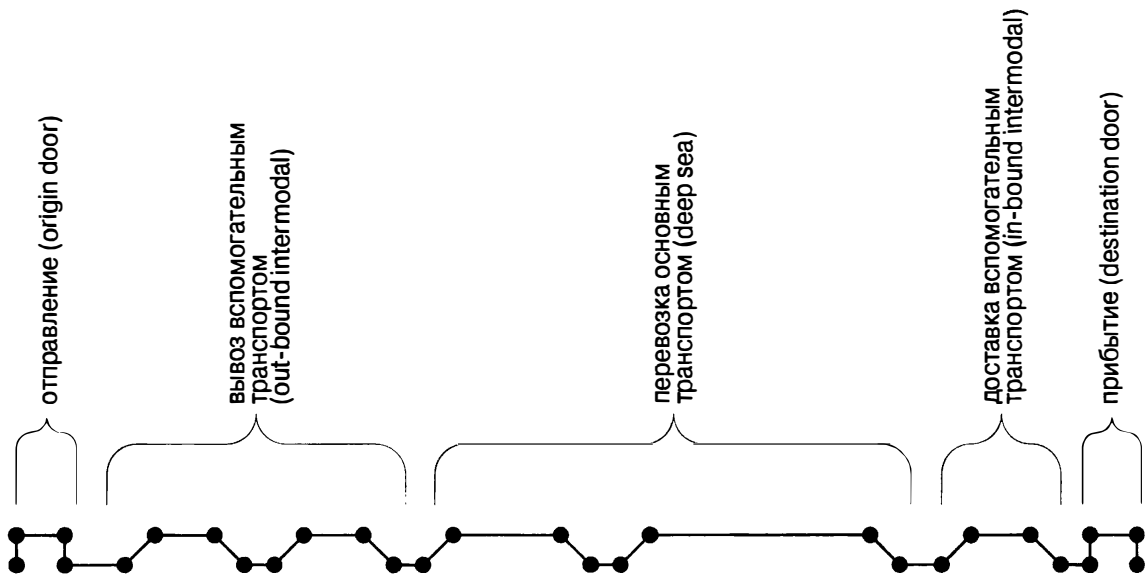 отправление (origin door)
вывоз вспомогательным
транспортом
(out-bound intermodal)
перевозка основным
транспортом (deep sea)
доставка вспомогательным
транспортом (in-bound intermodal)
прибытие (destination door)